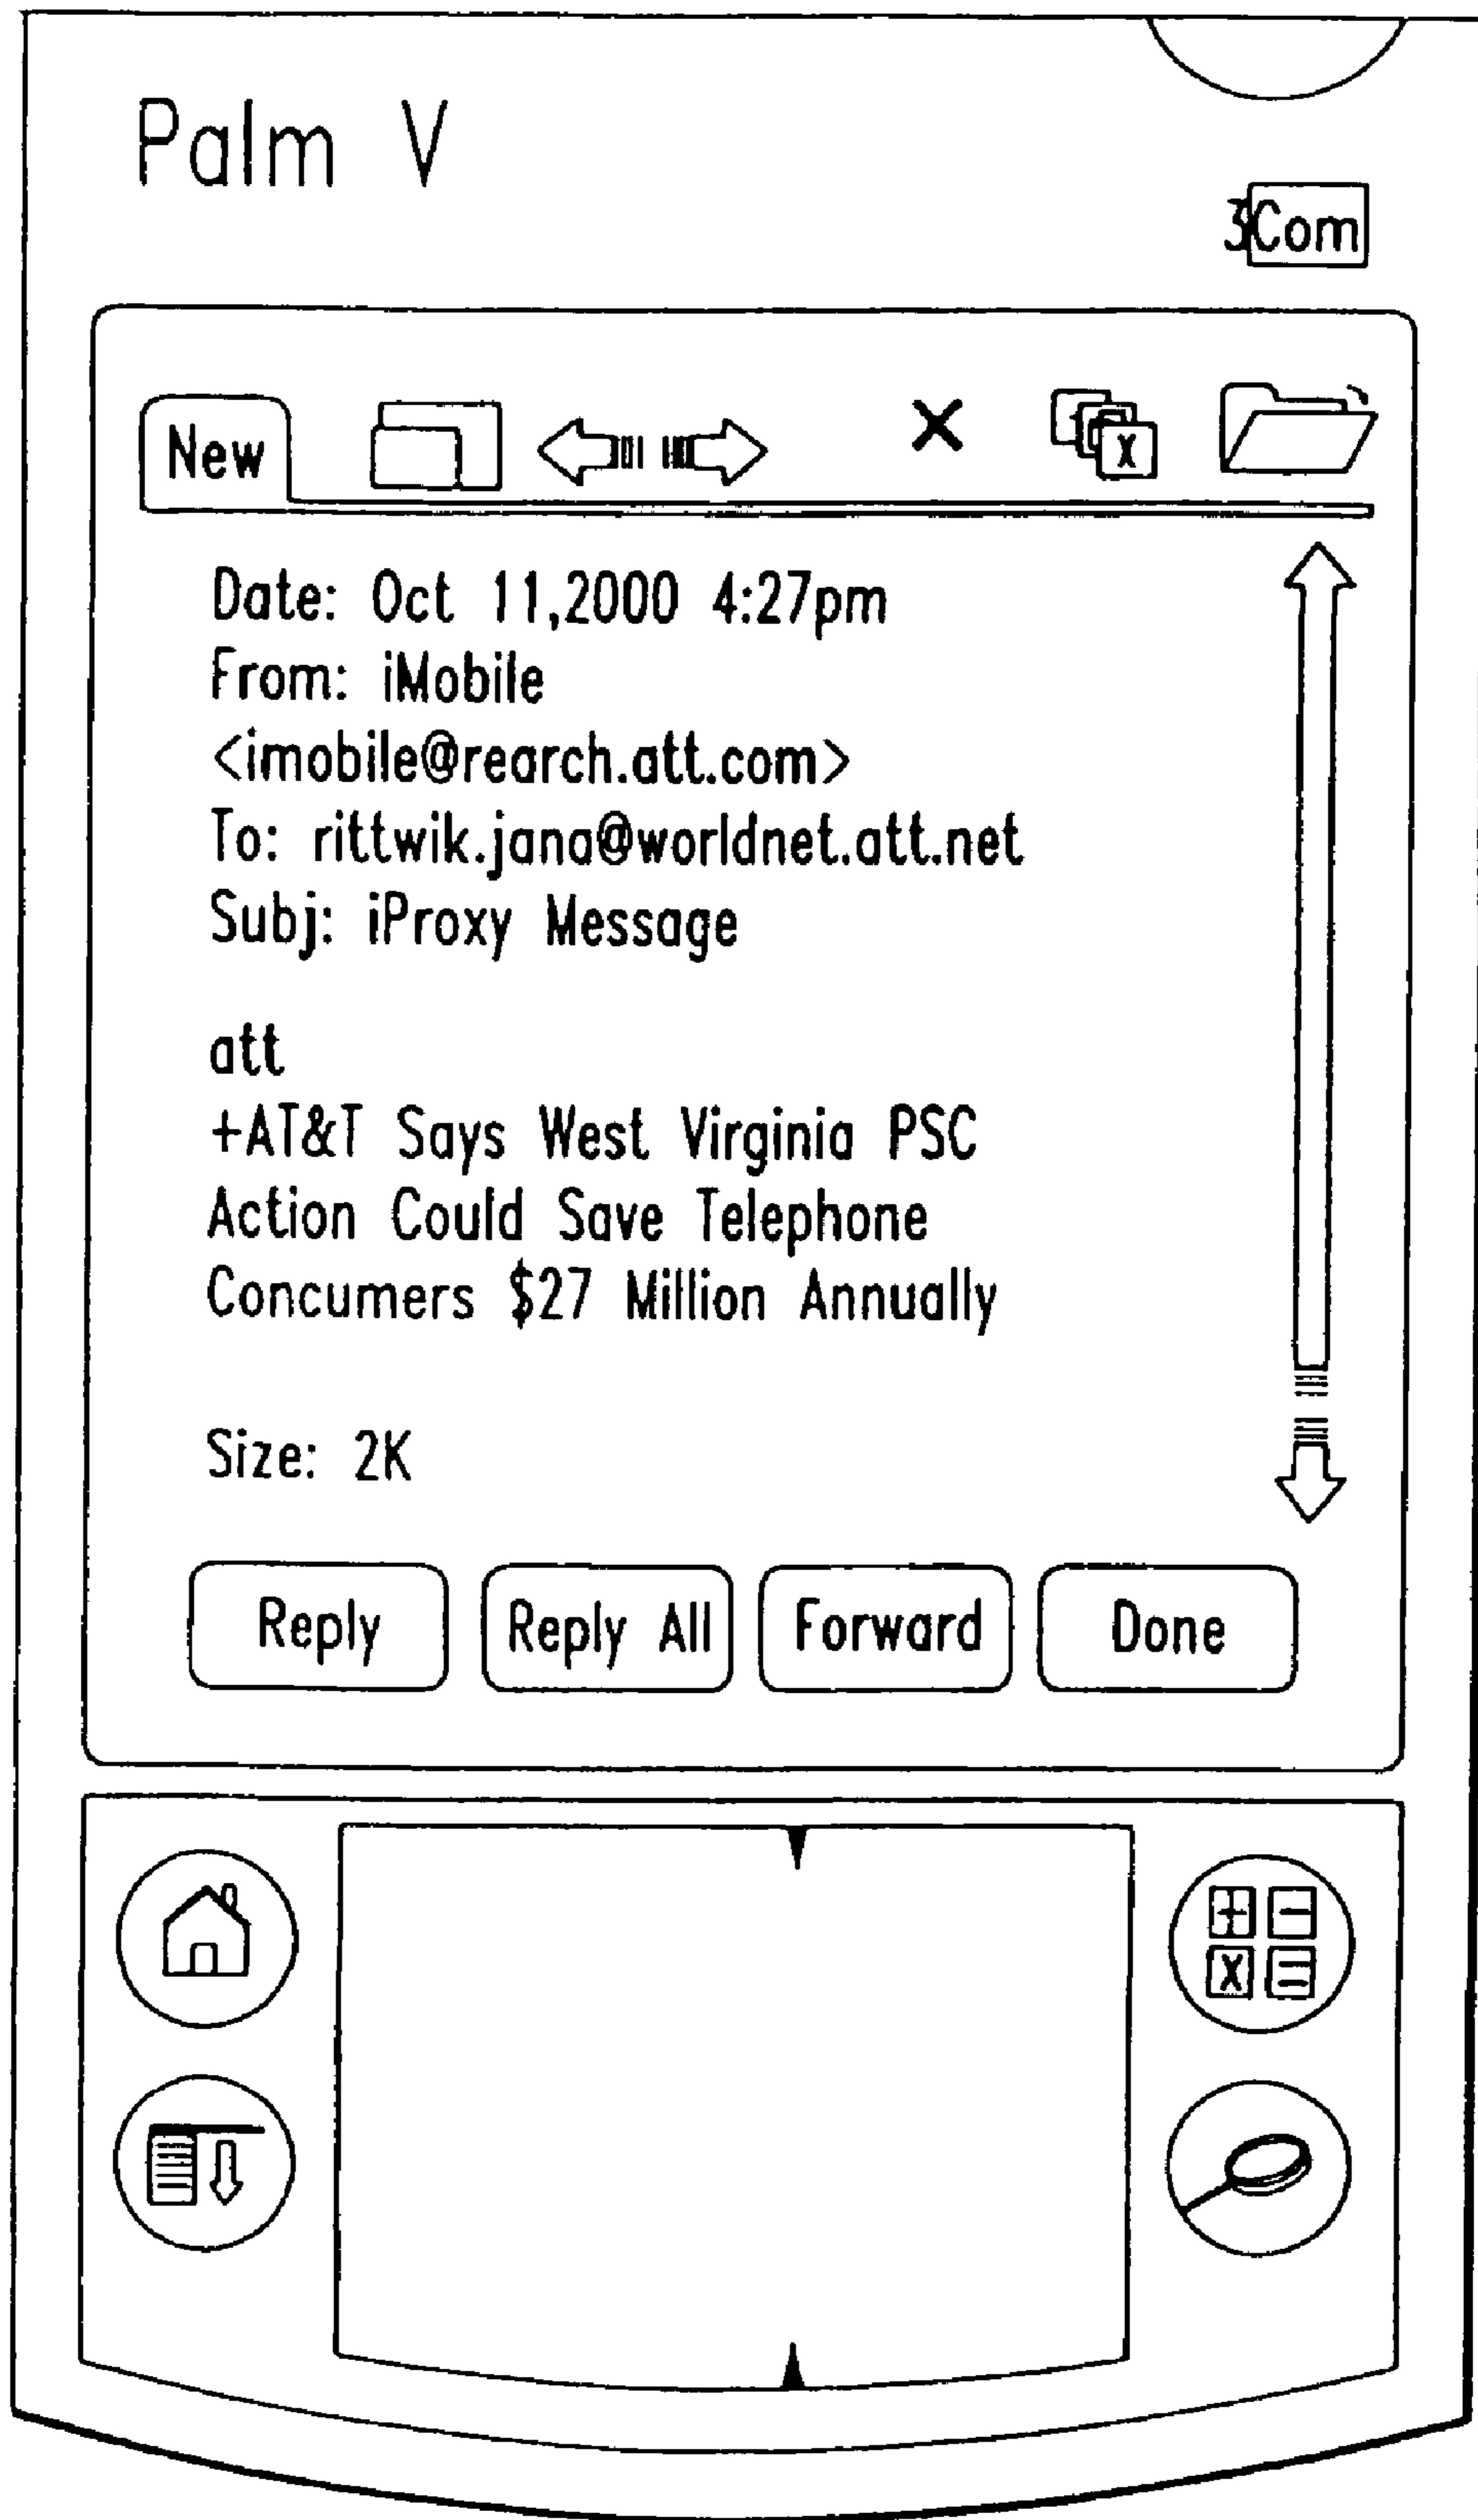 Palm V
3Com
New
X
Date: Oct 11,2000 4:27pm
From: iMobile
<imobile@rearch.att.com>
To: rittwik.jana@worldnet.att.net
Subj: iProxy Message
att
+AT&T Says West Virginia PSC
Action Could Save Telephone
Concumers $27 Million Annually
Size: 2K
Reply Reply All Forward Done